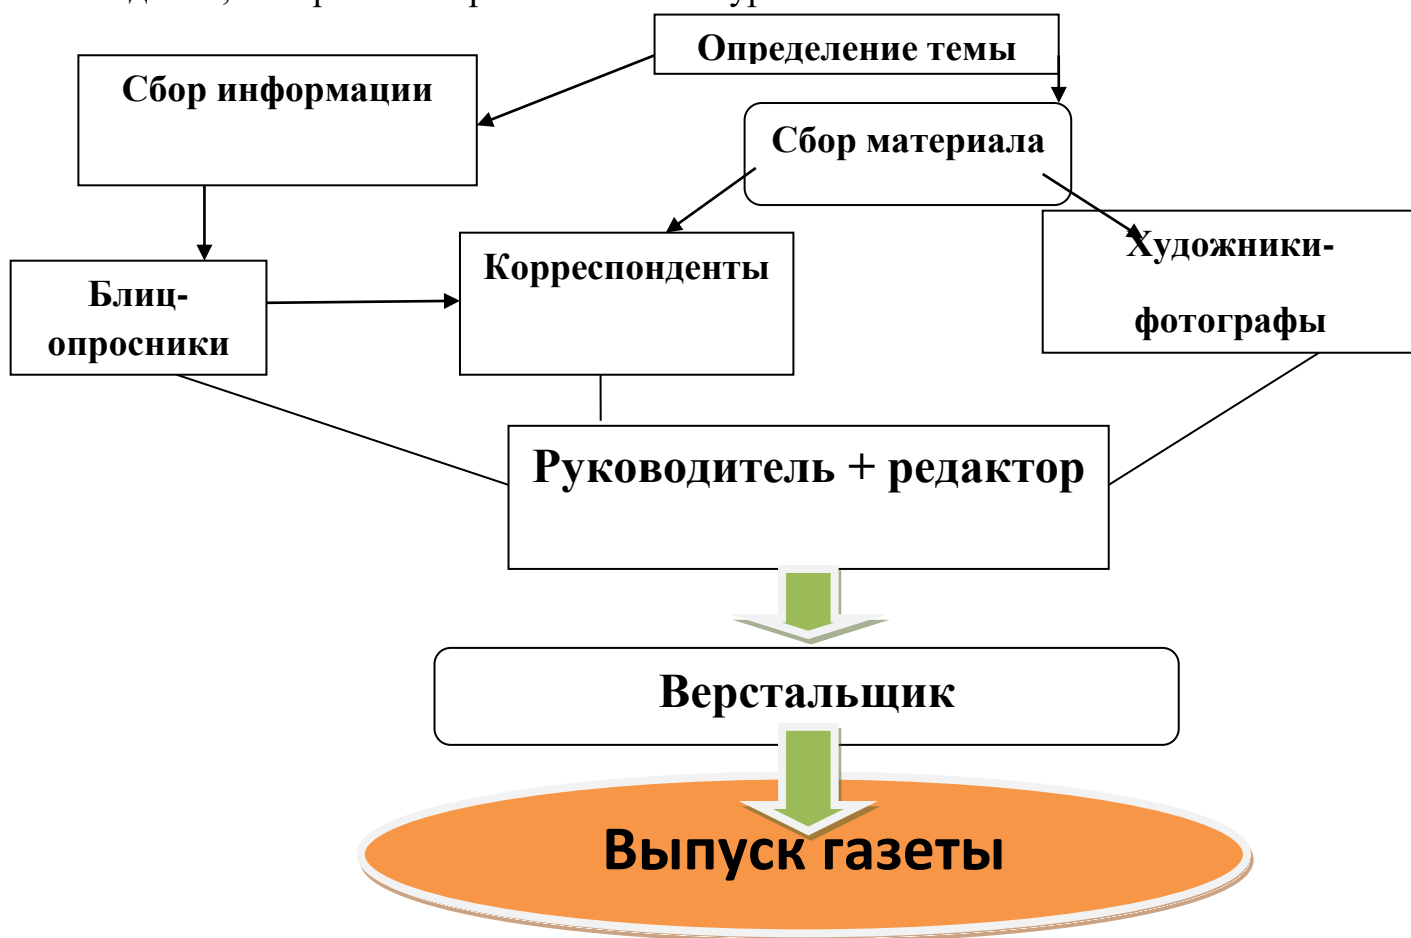 Определение темы
Сбор информации
Сбор материала
Корреспонденты
Художники-
фотографы
Блиц-
опросники
Руководитель + редактор
Верстальщик
Выпуск газеты